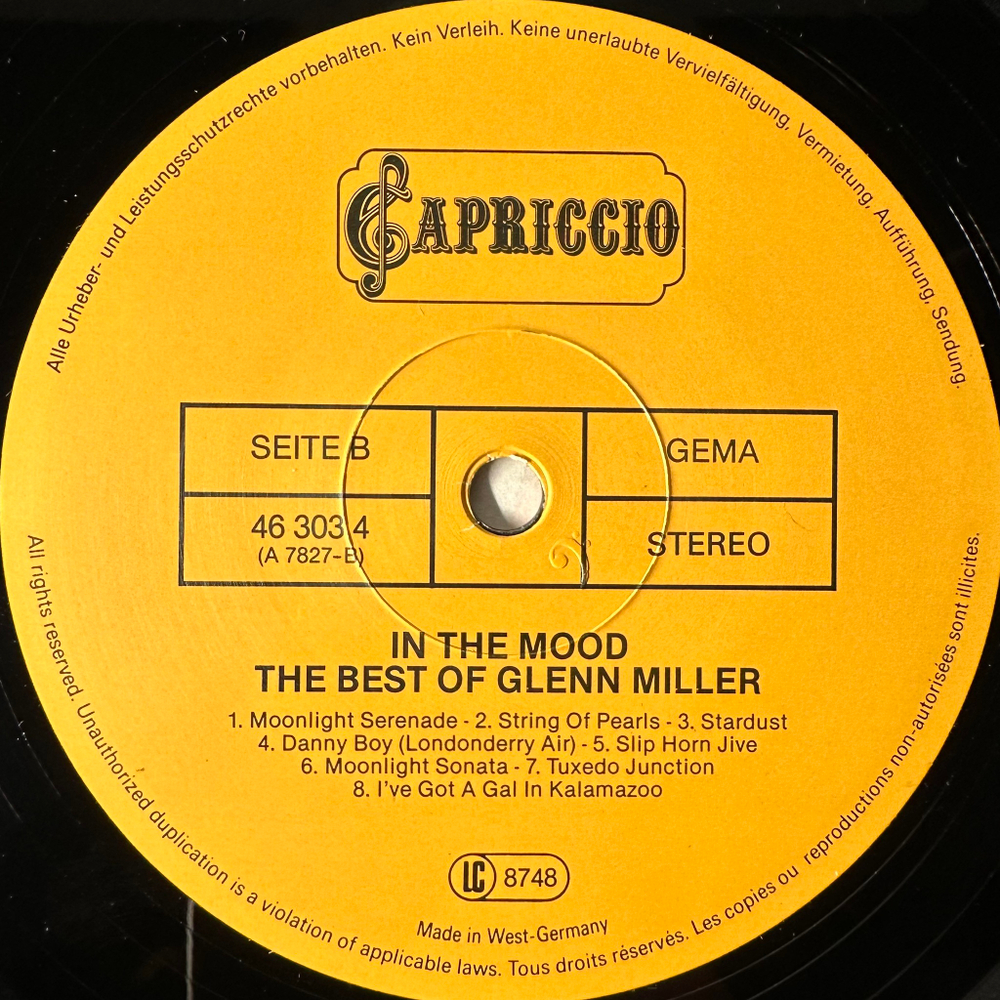 Alle Urheber- und Leistungsschutzrechte vorbehalten. Kein Verleih. Keine unerlaubte Vervielfältigung, Vermietung, Aufführung, Sendung.
CAPRICCIO
SEITE B
GEMA
46 303 4
(A 7827-B)
STEREO
IN THE MOOD
THE BEST OF GLENN MILLER
1. Moonlight Serenade - 2. String Of Pearls - 3. Stardust
4. Danny Boy (Londonderry Air) - 5. Slip Horn Jive
6. Moonlight Sonata - 7. Tuxedo Junction
8. I've Got A Gal In Kalamazoo
LC 8748
Made in West-Germany
All rights reserved. Unauthorized duplication is a violation of applicable laws. Tous droits réservés. Les copies ou reproductions non-autorisées sont illicites.